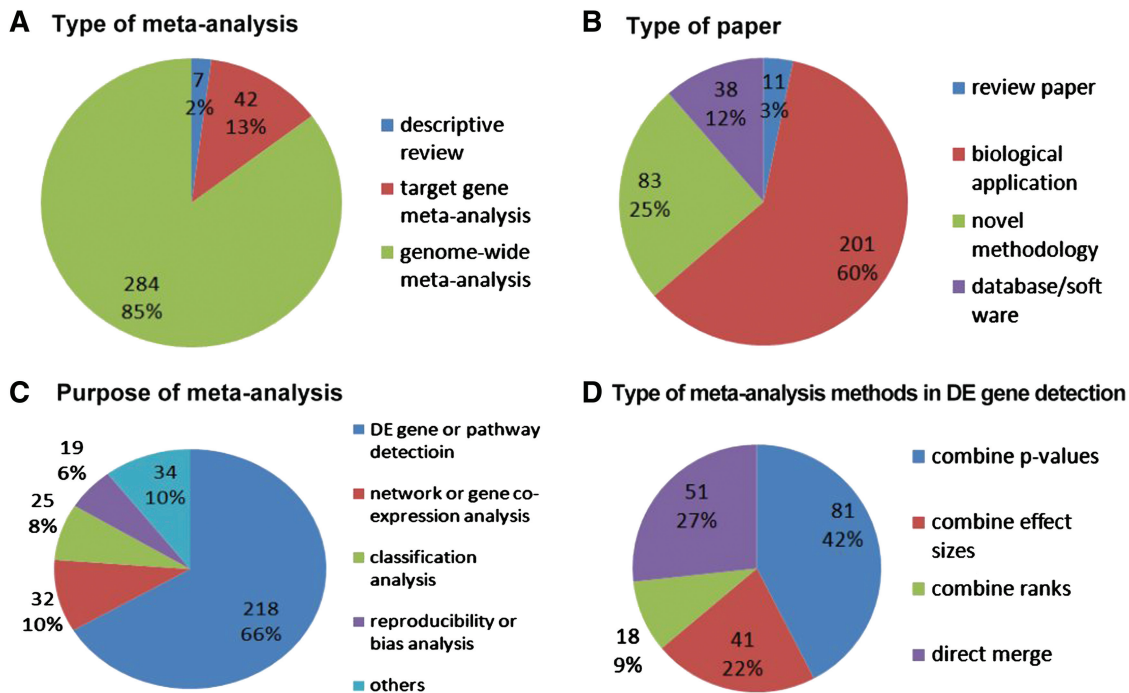 A Type of meta-analysis
7
2%
42
13%
284
85%
descriptive
review
target gene
meta-analysis
genome-wide
meta-analysis
B Type of paper
11
3%
38
12%
83
25%
201
60%
review paper
biological
application
novel
methodology
database/soft
ware
C Purpose of meta-analysis
19
6%
34
10%
25
8%
32
10%
218
66%
DE gene or pathway
detectioin
network or gene co-
expression analysis
classification
analysis
reproducibility or
bias analysis
others
D Type of meta-analysis methods in DE gene detection
51
27%
81
42%
18
9%
41
22%
combine p-values
combine effect
sizes
combine ranks
direct merge